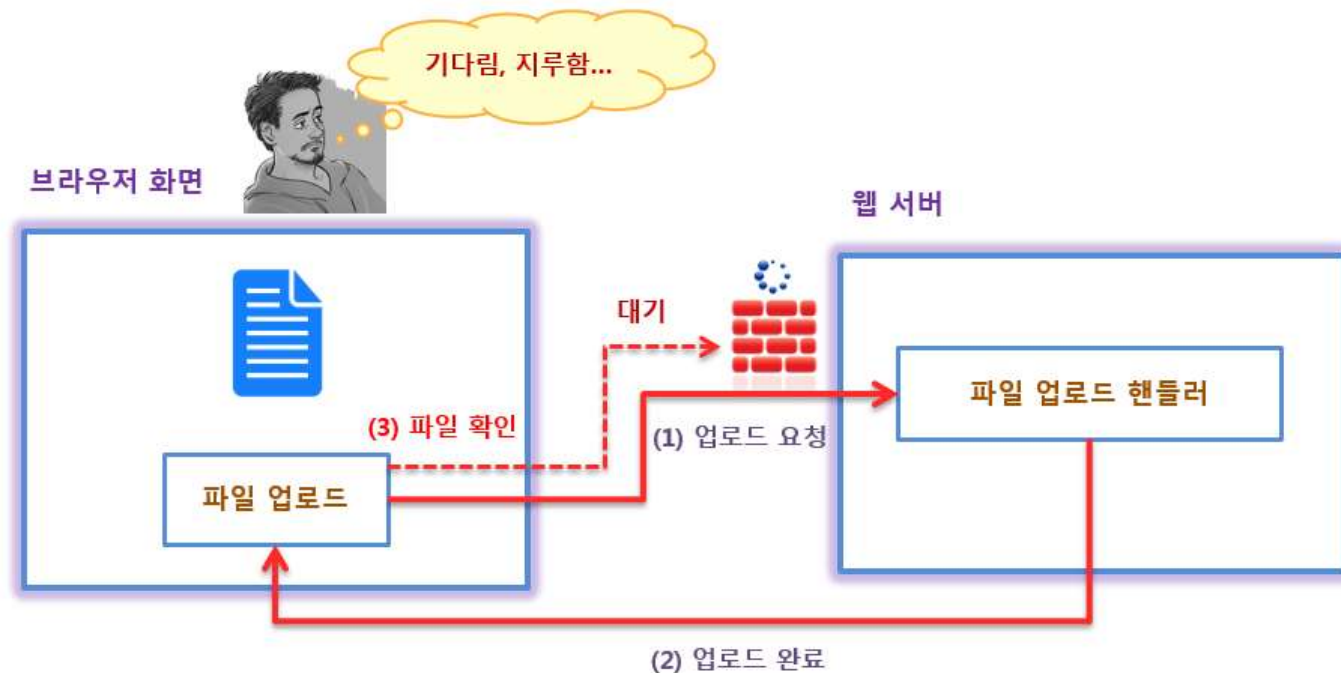 기다림, 지루함...
브라우저 화면
웹 서버
대기
파일 업로드 핸들러
(3) 파일 확인
(1) 업로드 요청
파일 업로드
(2) 업로드 완료